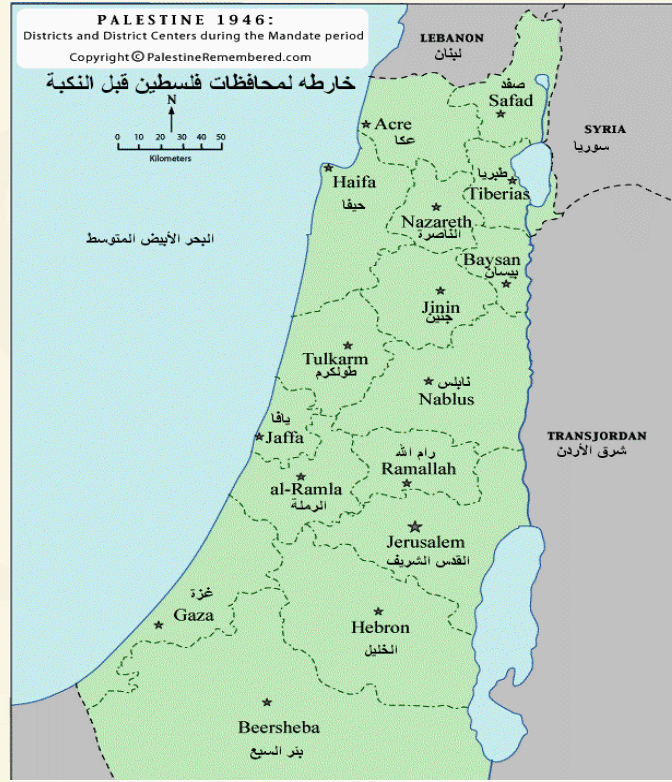 PALESTINE 1946:
Districts and District Centers during the Mandate period
Copyright © PalestineRemembered.com
خارطه لمحافظات فلسطين قبل النكبة
N
0 10 20 30 40 50
Kilometers
LEBANON
لبنان
SYRIA
سوريا
صفد
Safad
Acre
عكا
Haifa
حيفا
طبريا
Tiberias
Nazareth
الناصرة
البحر الأبيض المتوسط
Baysan
بيسان
Jinin
جنين
Tulkarm
طولكرم
نابلس
Nablus
يافا
Jaffa
TRANSJORDAN
شرق الأردن
رام الله
Ramallah
al-Ramla
الرملة
Jerusalem
القدس الشريف
غزة
Gaza
Hebron
الخليل
Beersheba
بئر السبع